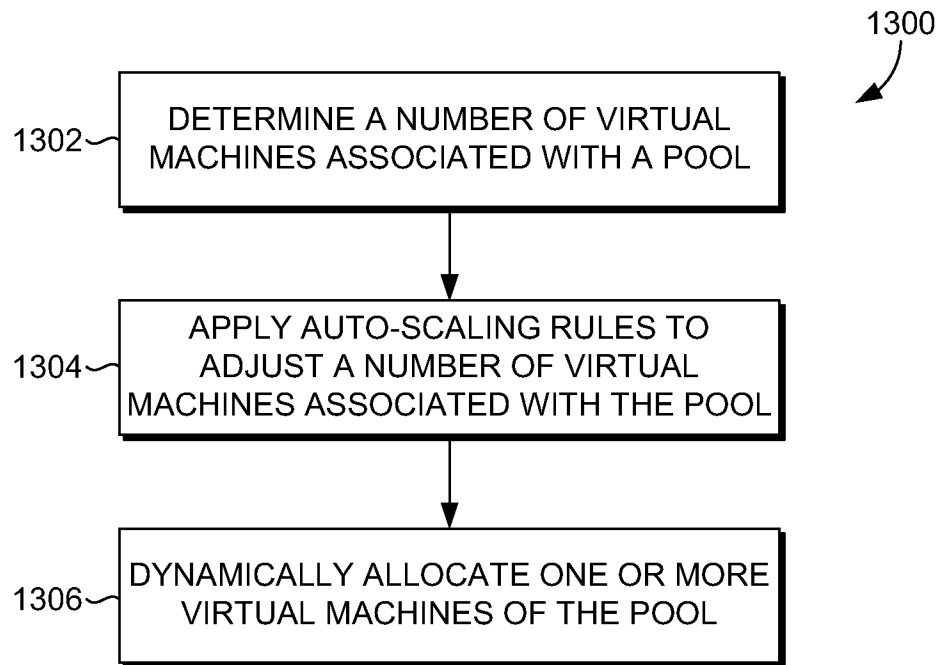 1300
1302
DETERMINE A NUMBER OF VIRTUAL
MACHINES ASSOCIATED WITH A POOL
1304
APPLY AUTO-SCALING RULES TO
ADJUST A NUMBER OF VIRTUAL
MACHINES ASSOCIATED WITH THE POOL
1306
DYNAMICALLY ALLOCATE ONE OR MORE
VIRTUAL MACHINES OF THE POOL